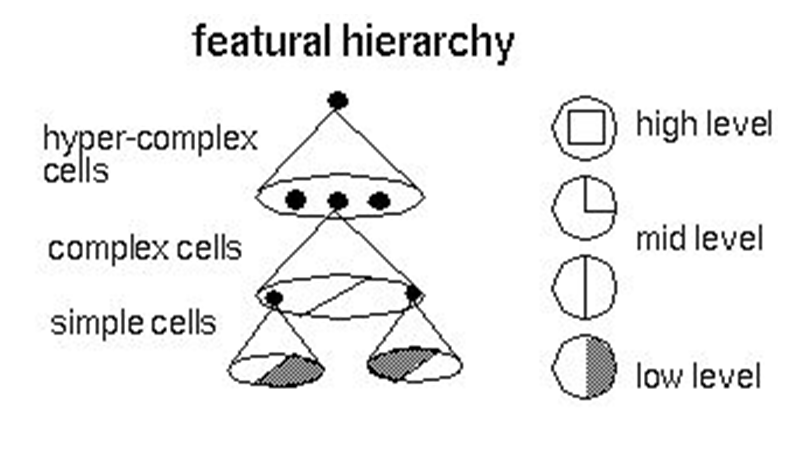 featural hierarchy
hyper-complex
cells
complex cells
simple cells
high level
mid level
low level